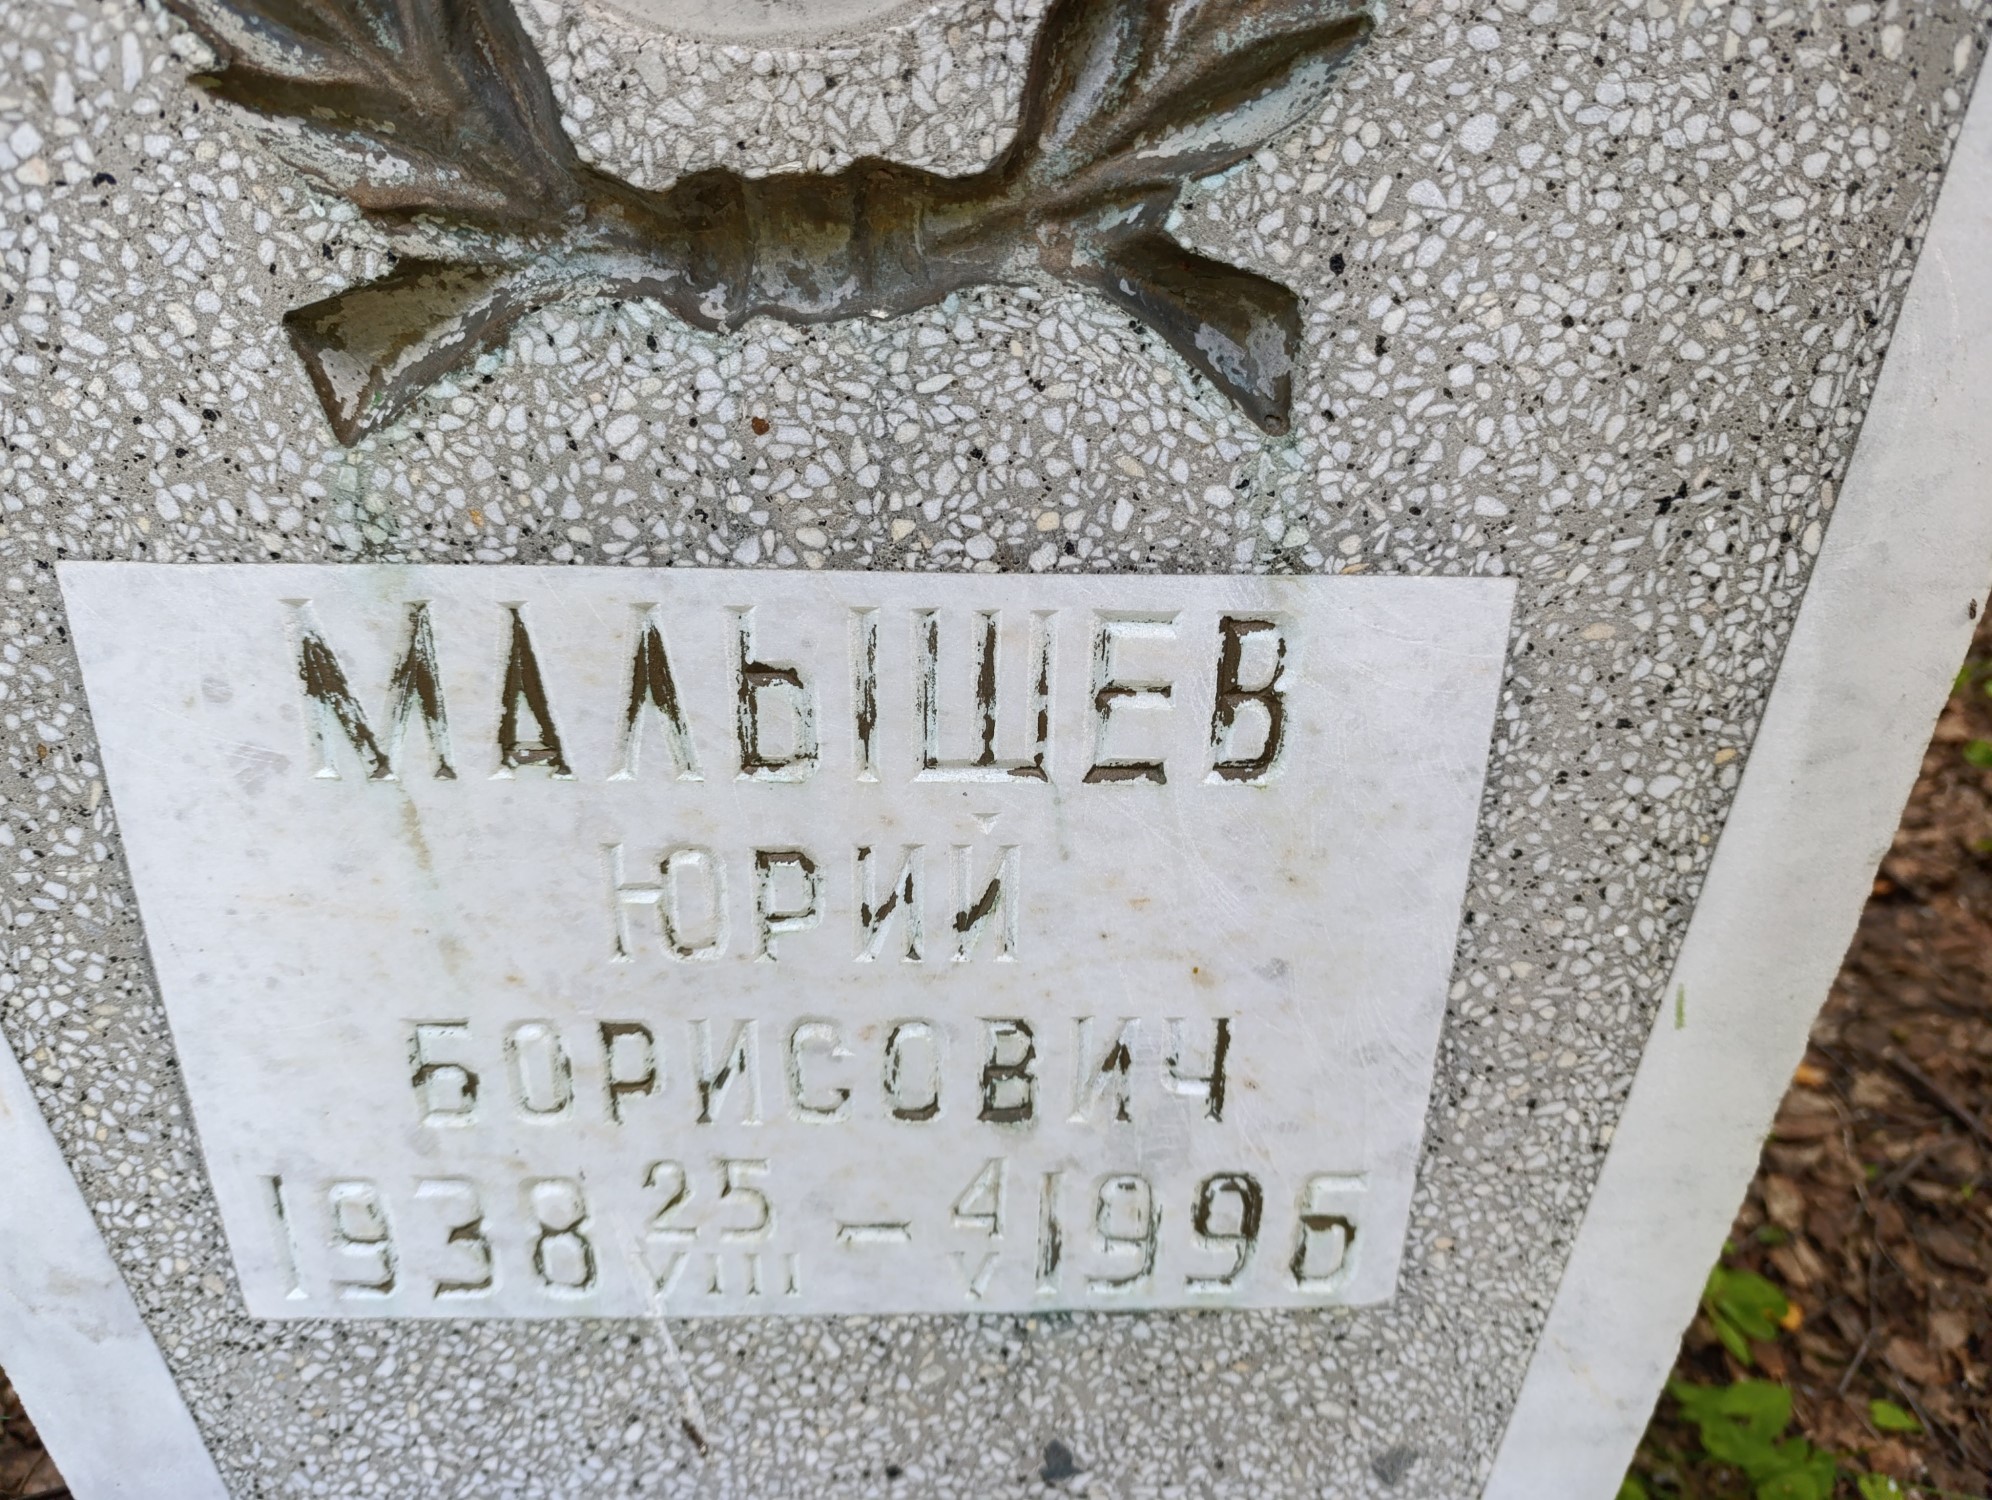 МАЛЫШЕВ
ЮРИЙ
БОРИСОВИЧ
1938 25/VIII – 4/V 1996